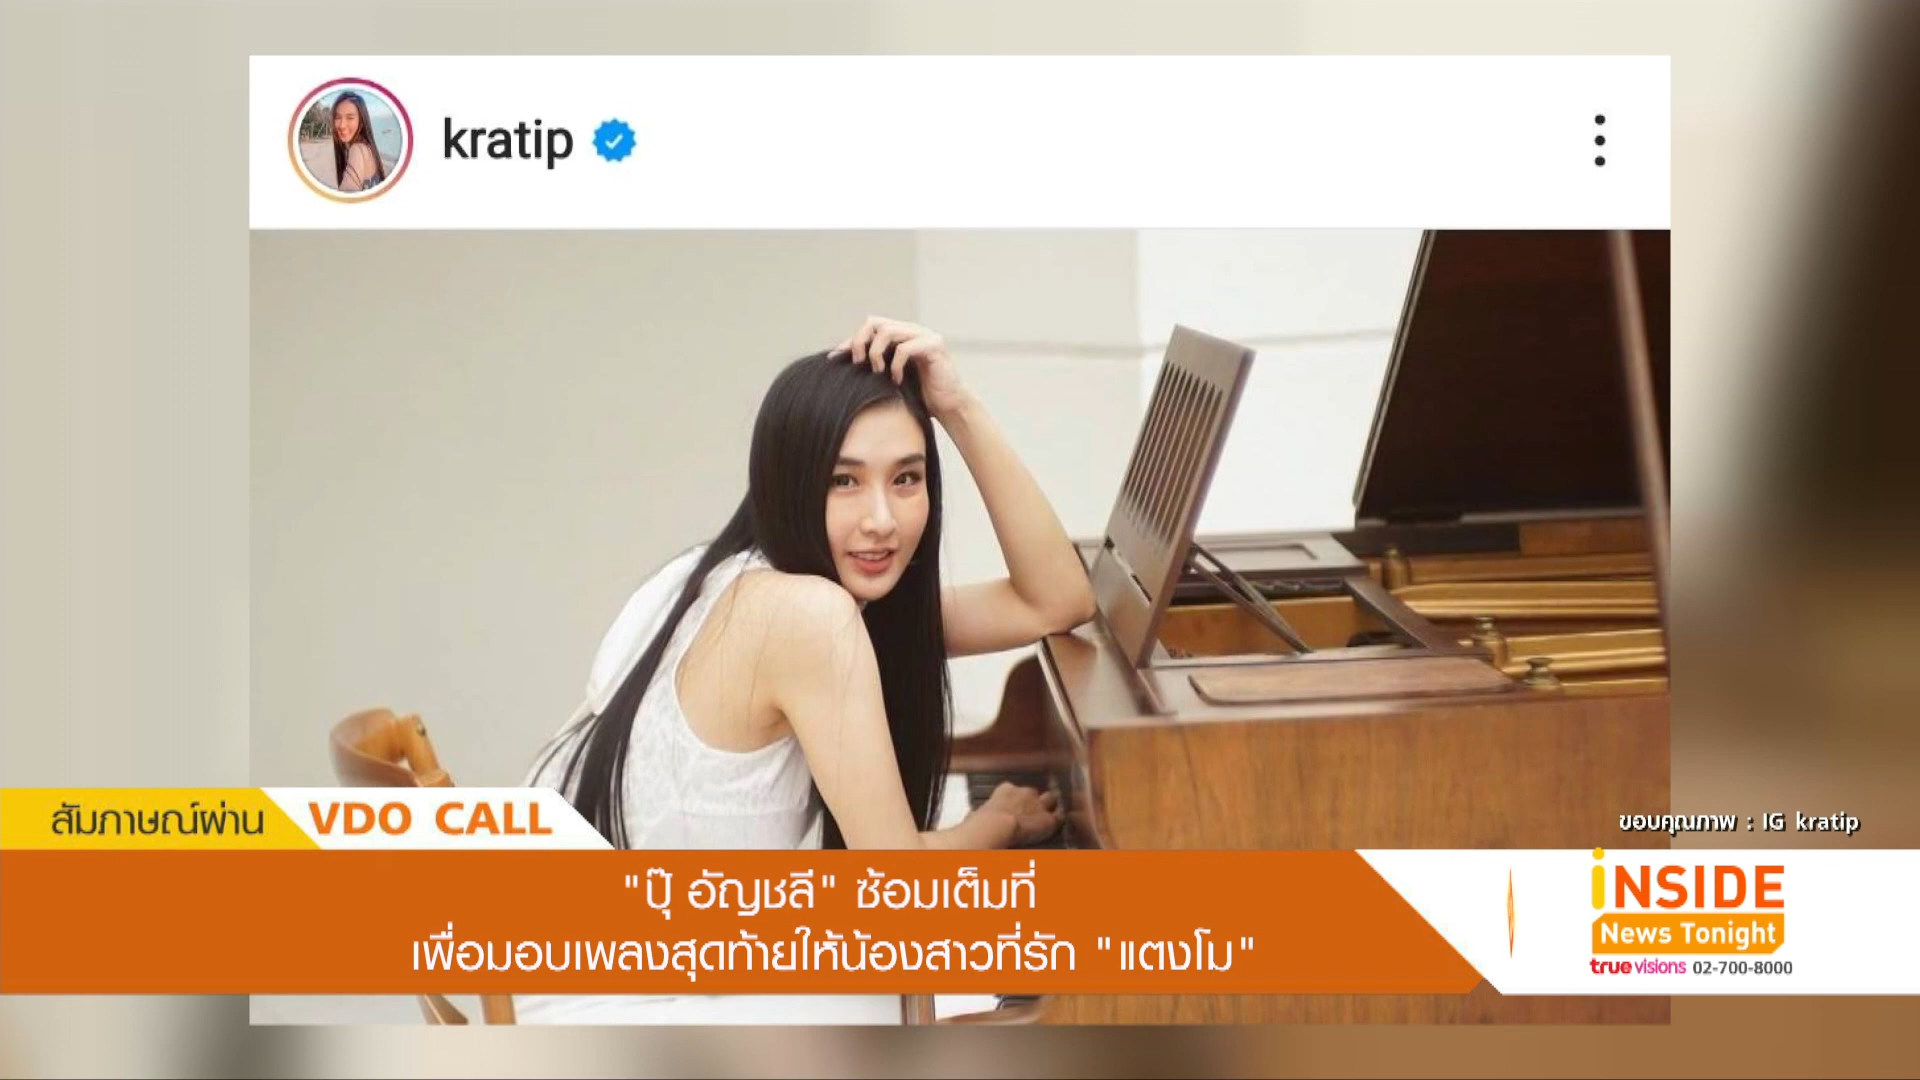 kratip
สัมภาษณ์ผ่าน VDO CALL
ขอบคุณภาพ : IG kratip
"ปุ๊ อัญชลี" ซ้อมเต็มที่
เพื่อมอบเพลงสุดท้ายให้น้องสาวที่รัก "แตงโม"
iNSIDE
News Tonight
truevisions 02-700-8000